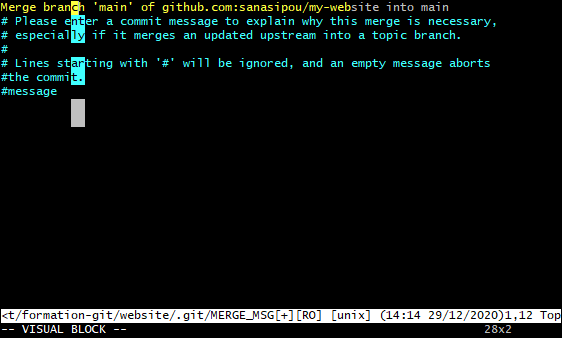 Merge branch 'main' of github.com:sanasipou/my-website into main
# Please enter a commit message to explain why this merge is necessary,
# especially if it merges an updated upstream into a topic branch.
#
# Lines starting with '#' will be ignored, and an empty message aborts
#the commit.
#message
<t/formation-git/website/.git/MERGE_MSG[+][RO] [unix] (14:14 29/12/2020)1,12 Top
-- VISUAL BLOCK -- 28x2